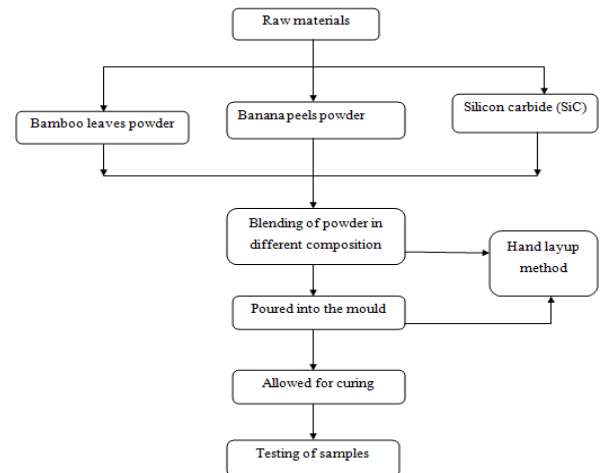 Raw materials
Bamboo leaves powder
Banana peels powder
Silicon carbide (SiC)
Blending of powder in
different composition
Hand layup
method
Poured into the mould
Allowed for curing
Testing of samples